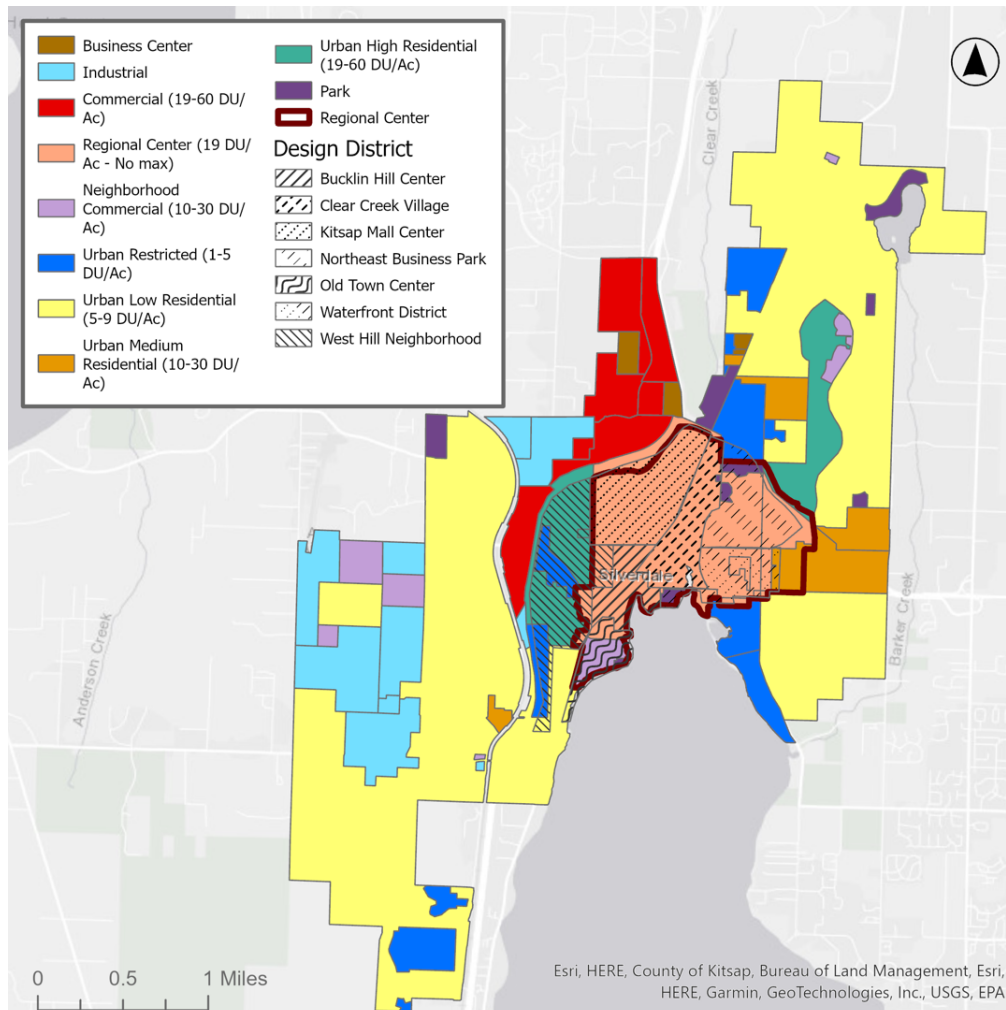 Business Center
Industrial
Commercial (19-60 DU/
Ac)
Regional Center (19 DU/
Ac - No max)
Neighborhood
Commercial (10-30 DU/
Ac)
Urban Restricted (1-5
DU/Ac)
Urban Low Residential
(5-9 DU/Ac)
Urban Medium
Residential (10-30 DU/
Ac)
Urban High Residential
(19-60 DU/Ac)
Park
Regional Center
Design District
Bucklin Hill Center
Clear Creek Village
Kitsap Mall Center
Northeast Business Park
Old Town Center
Waterfront District
West Hill Neighborhood
Clear Creek
Silverdale
Barker Creek
Anderson Creek
0 0.5 1 Miles
Esri, HERE, County of Kitsap, Bureau of Land Management, Esri,
HERE, Garmin, GeoTechnologies, Inc., USGS, EPA